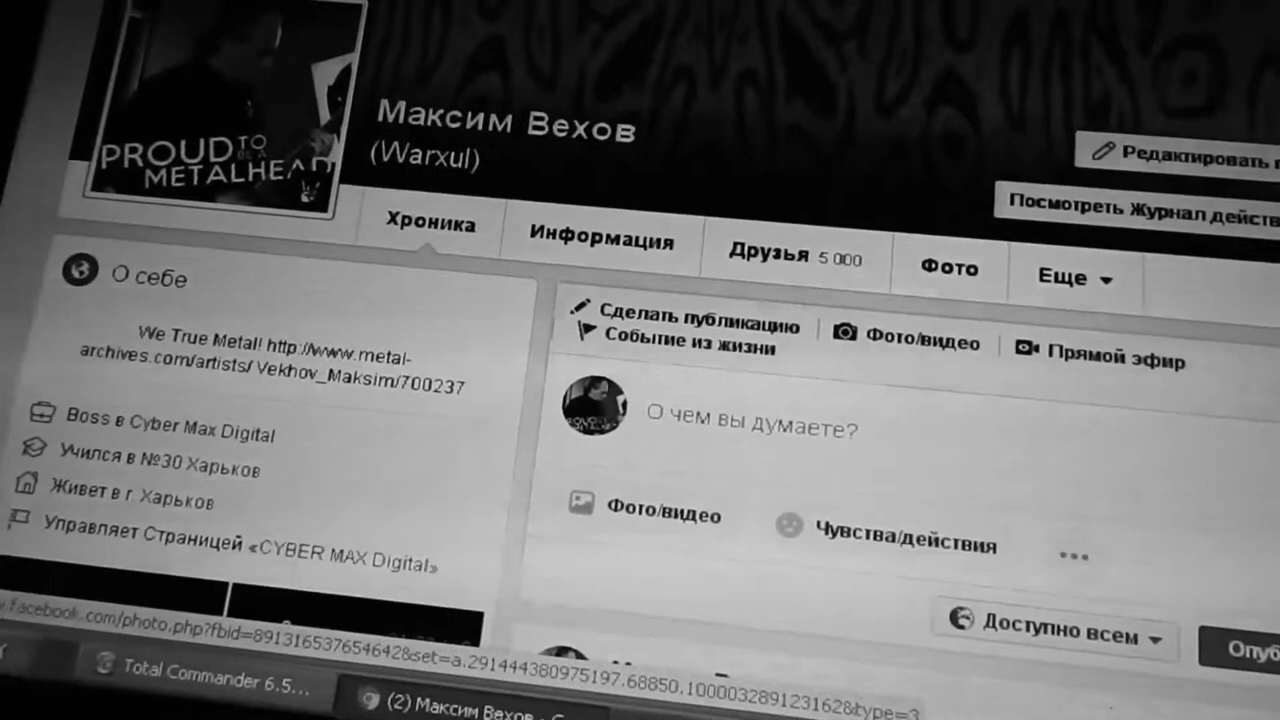 PROUD TO
BE A
METALHEAD
Максим Вехов
(Warxul)
Редактировать
Посмотреть Журнал действ
Хроника
Информация
Друзья 5 000
Фото
Еще
О себе
We True Metal! http://www.metal-
archives.com/artists/ Vekhov_Maksim/700237
Boss в Cyber Max Digital
Учился в №30 Харьков
Живет в г. Харьков
Управляет Страницей «CYBER MAX Digital»
Сделать публикацию
Фото/видео
Прямой эфир
Событие из жизни
О чем вы думаете?
Фото/видео
Чувства/действия
Доступно всем
Опуб
.facebook.com/photo.php?fbid=891316537654642&set=a.291444380975197.68850.100003289123162&type=3
Total Commander 6.5...
(2) Максим Вехов